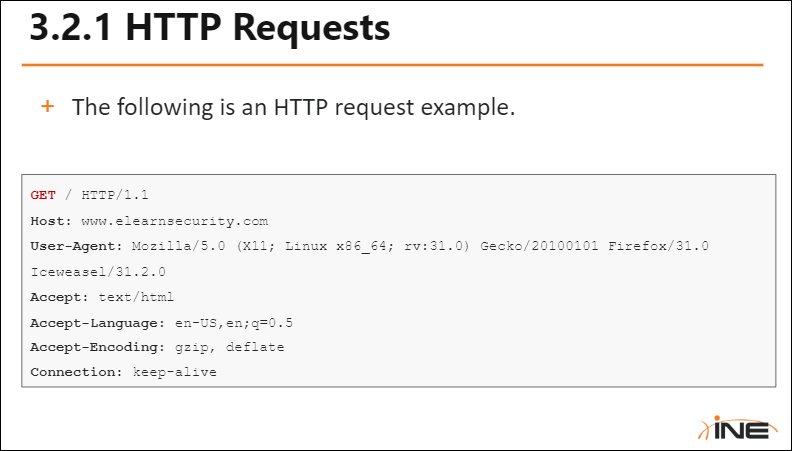 3.2.1 HTTP Requests
+ The following is an HTTP request example.
GET / HTTP/1.1
Host: www.elearnsecurity.com
User-Agent: Mozilla/5.0 (X11; Linux x86_64; rv:31.0) Gecko/20100101 Firefox/31.0
Iceweasel/31.2.0
Accept: text/html
Accept-Language: en-US,en;q=0.5
Accept-Encoding: gzip, deflate
Connection: keep-alive
INE